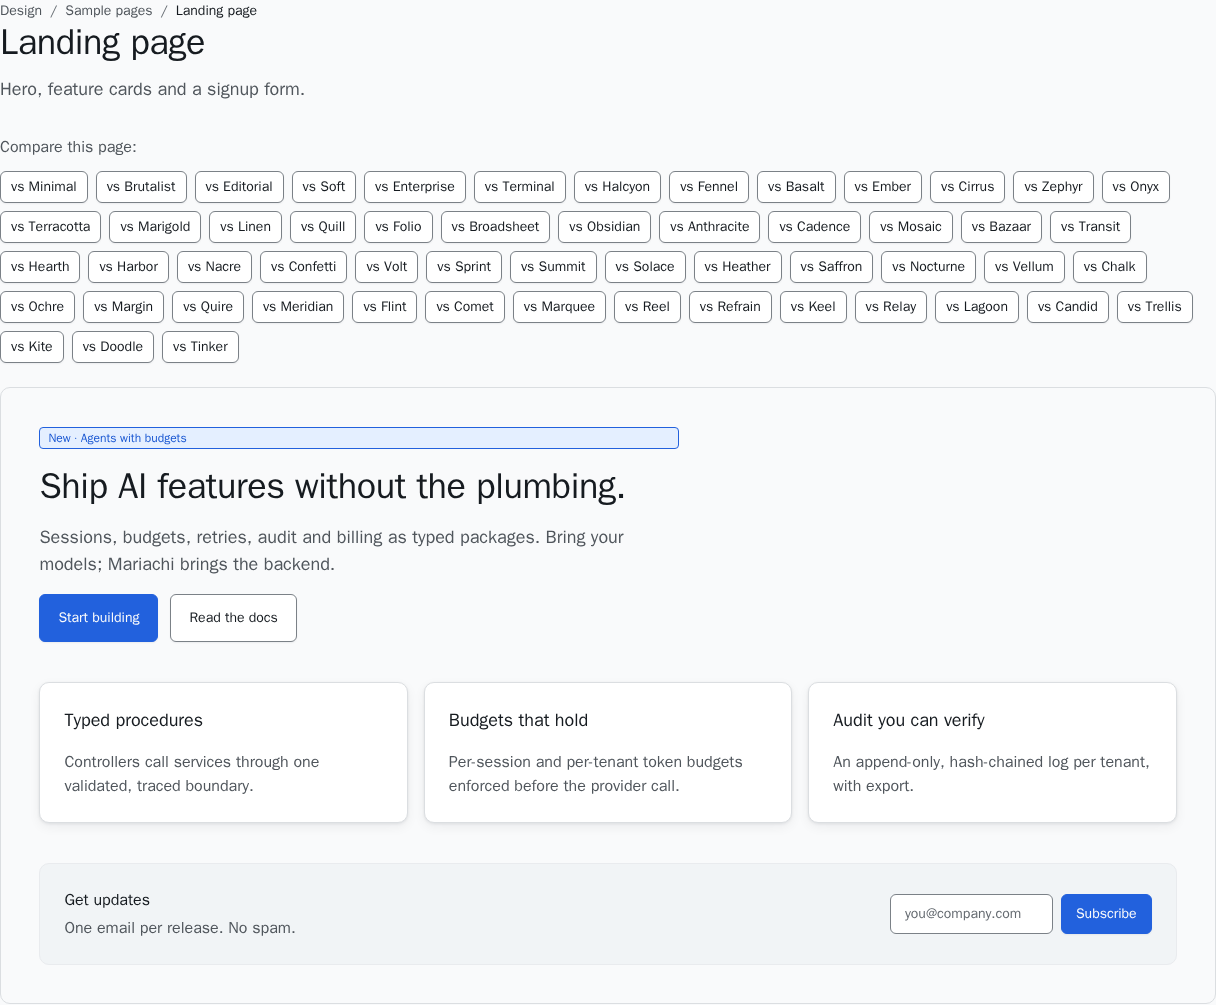 Design / Sample pages / Landing page
Landing page
Hero, feature cards and a signup form.
Compare this page:
vs Minimal vs Brutalist vs Editorial vs Soft vs Enterprise vs Terminal vs Halcyon vs Fennel vs Basalt vs Ember vs Cirrus vs Zephyr vs Onyx
vs Terracotta vs Marigold vs Linen vs Quill vs Folio vs Broadsheet vs Obsidian vs Anthracite vs Cadence vs Mosaic vs Bazaar vs Transit
vs Hearth vs Harbor vs Nacre vs Confetti vs Volt vs Sprint vs Summit vs Solace vs Heather vs Saffron vs Nocturne vs Vellum vs Chalk
vs Ochre vs Margin vs Quire vs Meridian vs Flint vs Comet vs Marquee vs Reel vs Refrain vs Keel vs Relay vs Lagoon vs Candid vs Trellis
vs Kite vs Doodle vs Tinker
New · Agents with budgets
Ship AI features without the plumbing.
Sessions, budgets, retries, audit and billing as typed packages. Bring your
models; Mariachi brings the backend.
Start building Read the docs
Typed procedures
Controllers call services through one
validated, traced boundary.
Budgets that hold
Per-session and per-tenant token budgets
enforced before the provider call.
Audit you can verify
An append-only, hash-chained log per tenant,
with export.
Get updates
One email per release. No spam.
you@company.com Subscribe